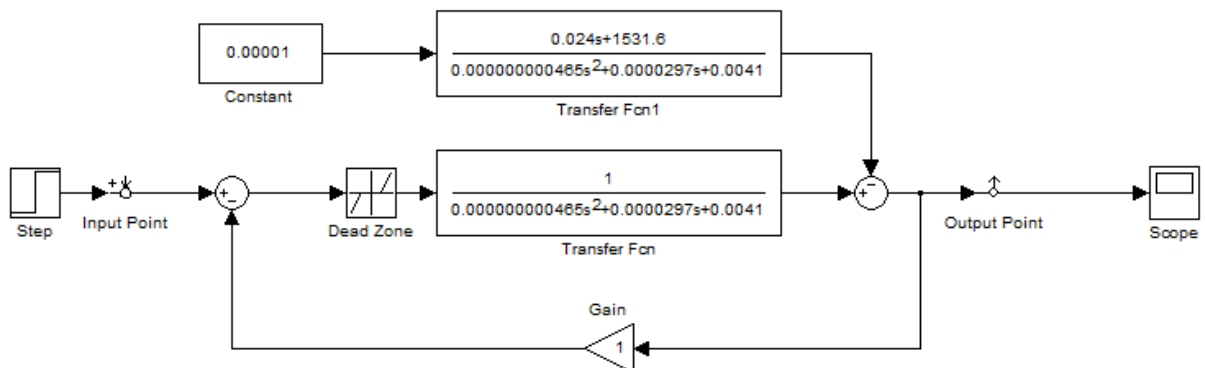 0.00001
Constant
0.024s+1531.6
0.000000000465s²+0.0000297s+0.0041
Transfer Fcn1
Step
+
Input Point
+
−
Dead Zone
1
0.000000000465s²+0.0000297s+0.0041
Transfer Fcn
−
+
Output Point
Scope
Gain
1